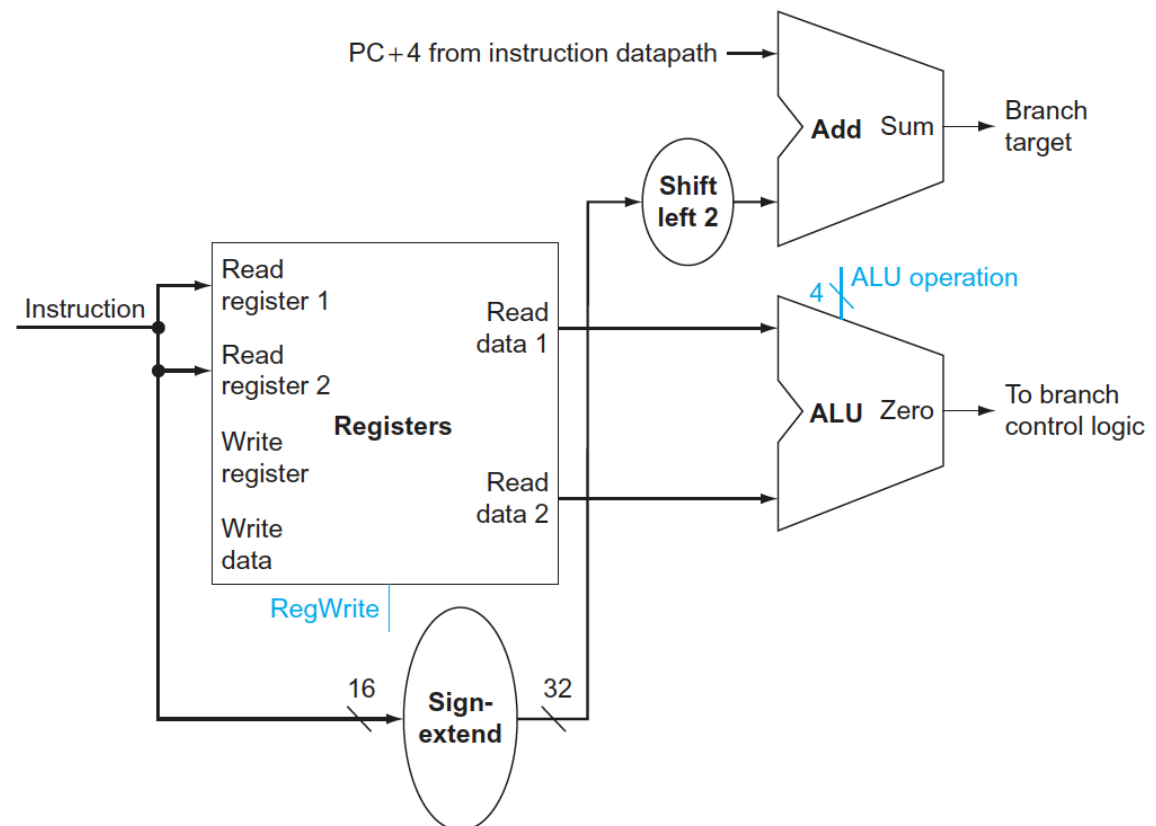 PC+4 from instruction datapath
Add
Sum
Branch
target
Shift
left 2
Instruction
Read
register 1
Read
register 2
Write
register
Write
data
Registers
Read
data 1
Read
data 2
RegWrite
4
ALU operation
ALU
Zero
To branch
control logic
16
Sign-
extend
32